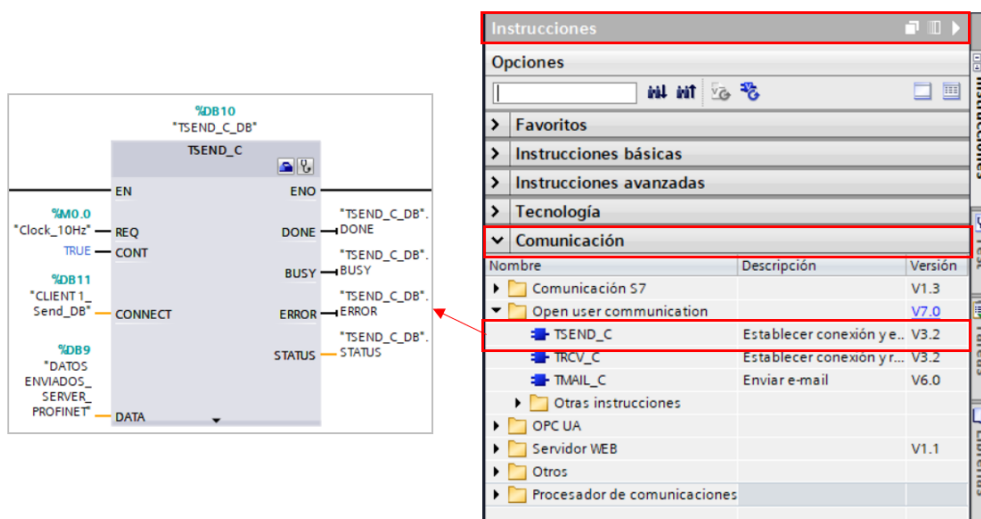 %DB10
"TSEND_C_DB"
TSEND_C
EN
ENO
%M0.0
"Clock_10Hz"
REQ
DONE
"TSEND_C_DB".
DONE
TRUE
CONT
BUSY
"TSEND_C_DB".
BUSY
%DB11
"CLIENT 1_
Send_DB"
CONNECT
ERROR
"TSEND_C_DB".
ERROR
STATUS
"TSEND_C_DB".
STATUS
%DB9
"DATOS
ENVIADOS_
SERVER_
PROFINET"
DATA
Instrucciones
Opciones
Favoritos
Instrucciones básicas
Instrucciones avanzadas
Tecnología
Comunicación
Nombre Descripción Versión
Comunicación S7 V1.3
Open user communication V7.0
TSEND_C Establecer conexión y e... V3.2
TRCV_C Establecer conexión y r... V3.2
TMAIL_C Enviar e-mail V6.0
Otras instrucciones
OPC UA
Servidor WEB V1.1
Otros
Procesador de comunicaciones